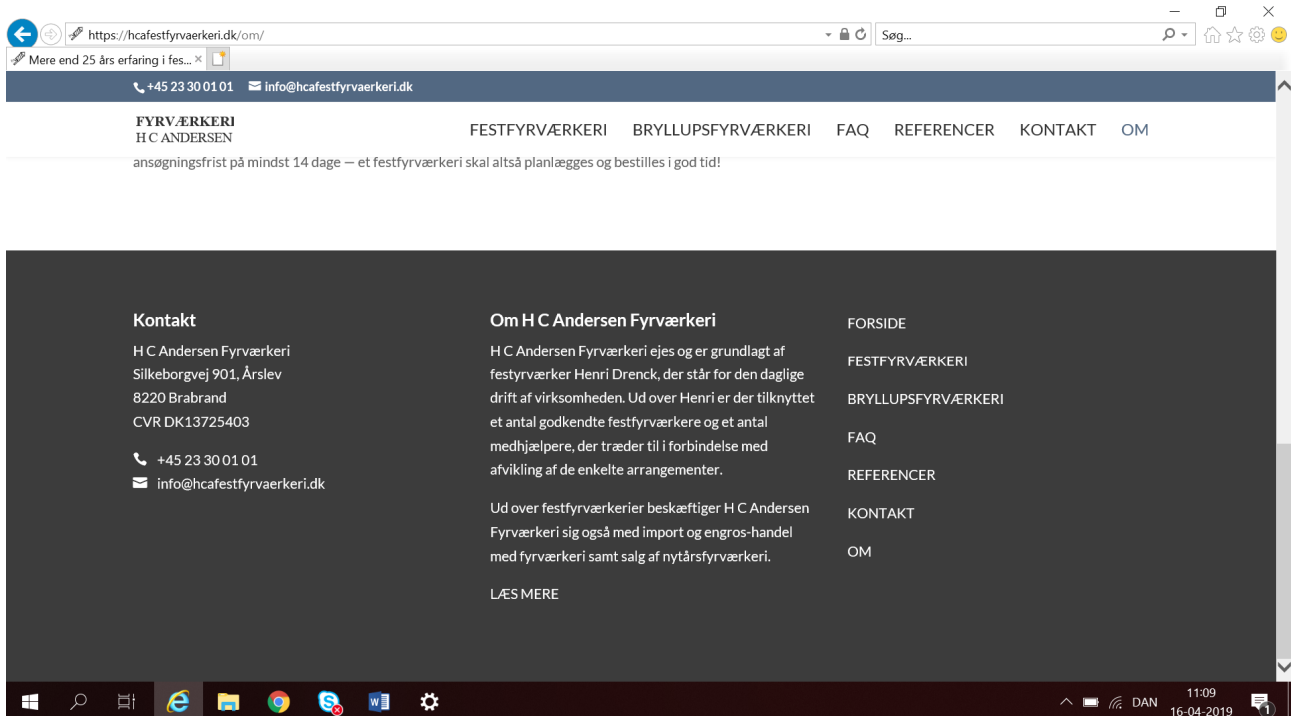 https://hcafestfyrvaerkeri.dk/om/
Søg...
Mere end 25 års erfaring i fes...
+45 23 30 01 01 info@hcafestfyrvaerkeri.dk
FYRVÆRKERI
H C ANDERSEN
FESTFYRVÆRKERI BRYLLUPSFYRVÆRKERI FAQ REFERENCER KONTAKT OM
ansøgningsfrist på mindst 14 dage — et festfyrværkeri skal altså planlægges og bestilles i god tid!
Kontakt
H C Andersen Fyrværkeri
Silkeborgvej 901, Årslev
8220 Brabrand
CVR DK13725403
+45 23 30 01 01
info@hcafestfyrvaerkeri.dk
Om H C Andersen Fyrværkeri
H C Andersen Fyrværkeri ejes og er grundlagt af
festyrværker Henri Drenck, der står for den daglige
drift af virksomheden. Ud over Henri er der tilknyttet
et antal godkendte festfyrværkere og et antal
medhjælpere, der træder til i forbindelse med
afvikling af de enkelte arrangementer.
Ud over festfyrværkerier beskæftiger H C Andersen
Fyrværkeri sig også med import og engros-handel
med fyrværkeri samt salg af nytårsfyrværkeri.
LÆS MERE
FORSIDE
FESTFYRVÆRKERI
BRYLLUPSFYRVÆRKERI
FAQ
REFERENCER
KONTAKT
OM
DAN
11:09
16-04-2019
1